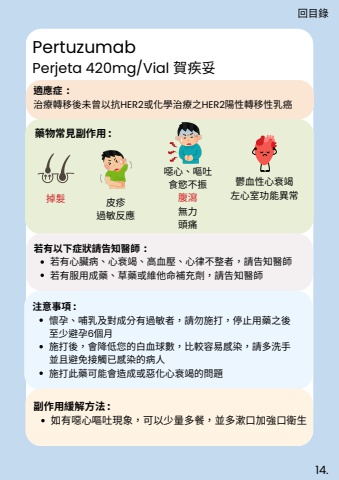 回目錄
Pertuzumab
Perjeta 420mg/Vial 賀疾妥
適應症：
治療轉移後未曾以抗HER2或化學治療之HER2陽性轉移性乳癌
藥物常見副作用：
掉髮
皮疹
過敏反應
噁心、嘔吐
食慾不振
腹瀉
無力
頭痛
鬱血性心衰竭
左心室功能異常
若有以下症狀請告知醫師：
• 若有心臟病、心衰竭、高血壓、心律不整者，請告知醫師
• 若有服用成藥、草藥或維他命補充劑，請告知醫師
注意事項：
• 懷孕、哺乳及對成分有過敏者，請勿施打，停止用藥之後
至少避孕6個月
• 施打後，會降低您的白血球數，比較容易感染，請多洗手
並且避免接觸已感染的病人
• 施打此藥可能會造成或惡化心衰竭的問題
副作用緩解方法：
• 如有噁心嘔吐現象，可以少量多餐，並多漱口加強口衛生
14.